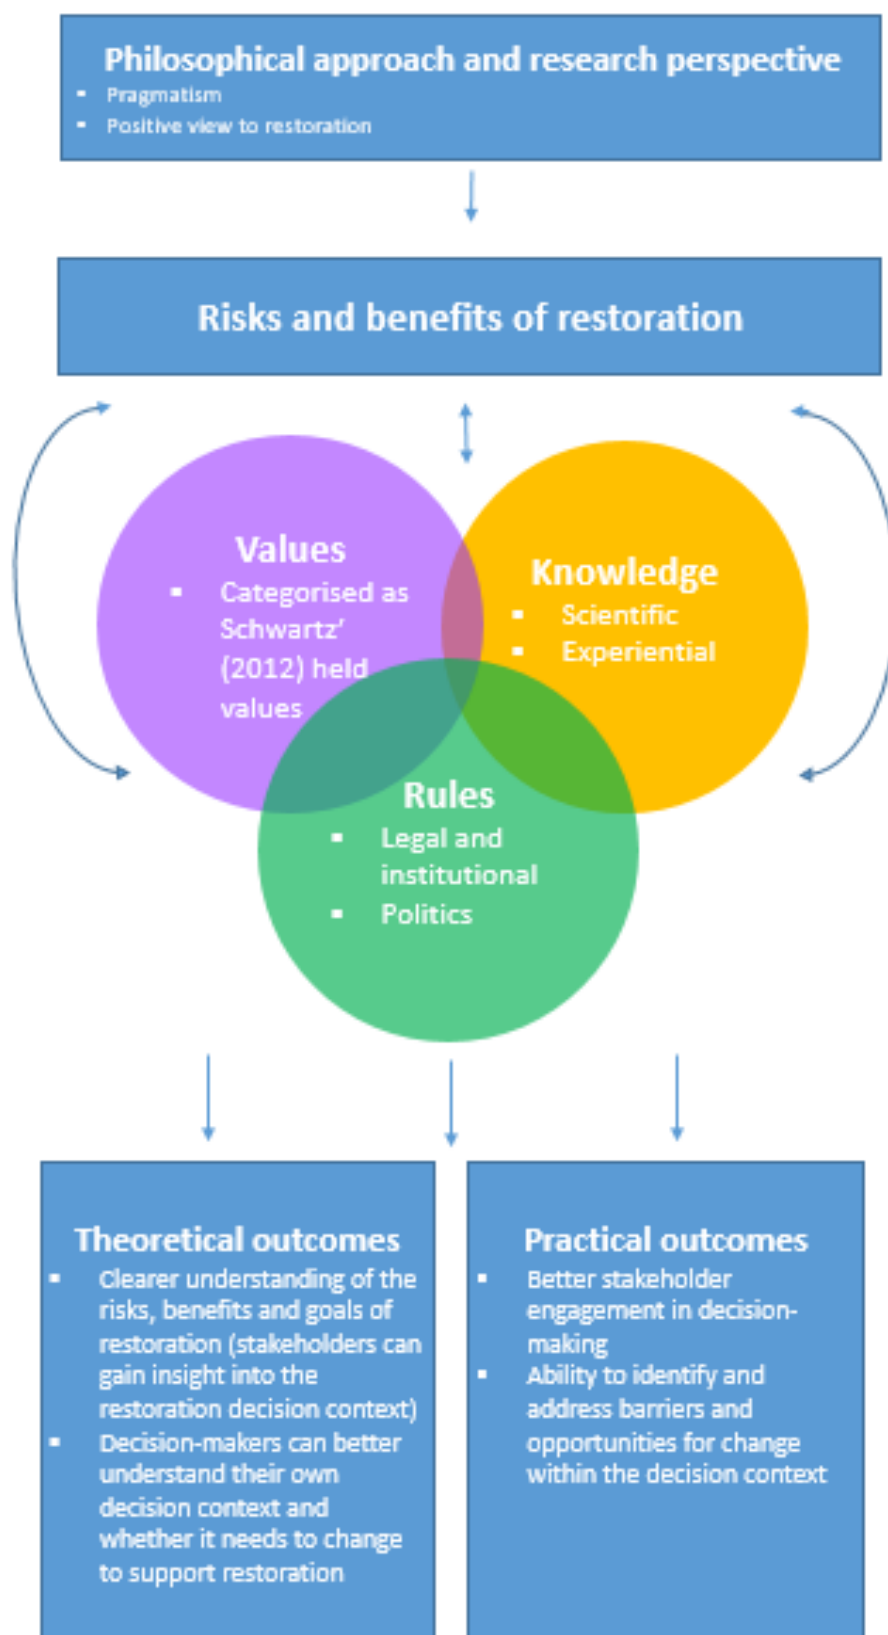 Philosophical approach and research perspective
▪ Pragmatism
▪ Positive view to restoration
Risks and benefits of restoration
Values
▪ Categorised as
Schwartz’
(2012) held
values
Knowledge
▪ Scientific
▪ Experiential
Rules
▪ Legal and
institutional
▪ Politics
Theoretical outcomes
▪ Clearer understanding of the
risks, benefits and goals of
restoration (stakeholders can
gain insight into the
restoration decision context)
▪ Decision-makers can better
understand their own
decision context and
whether it needs to change
to support restoration
Practical outcomes
▪ Better stakeholder
engagement in decision-
making
▪ Ability to identify and
address barriers and
opportunities for change
within the decision context